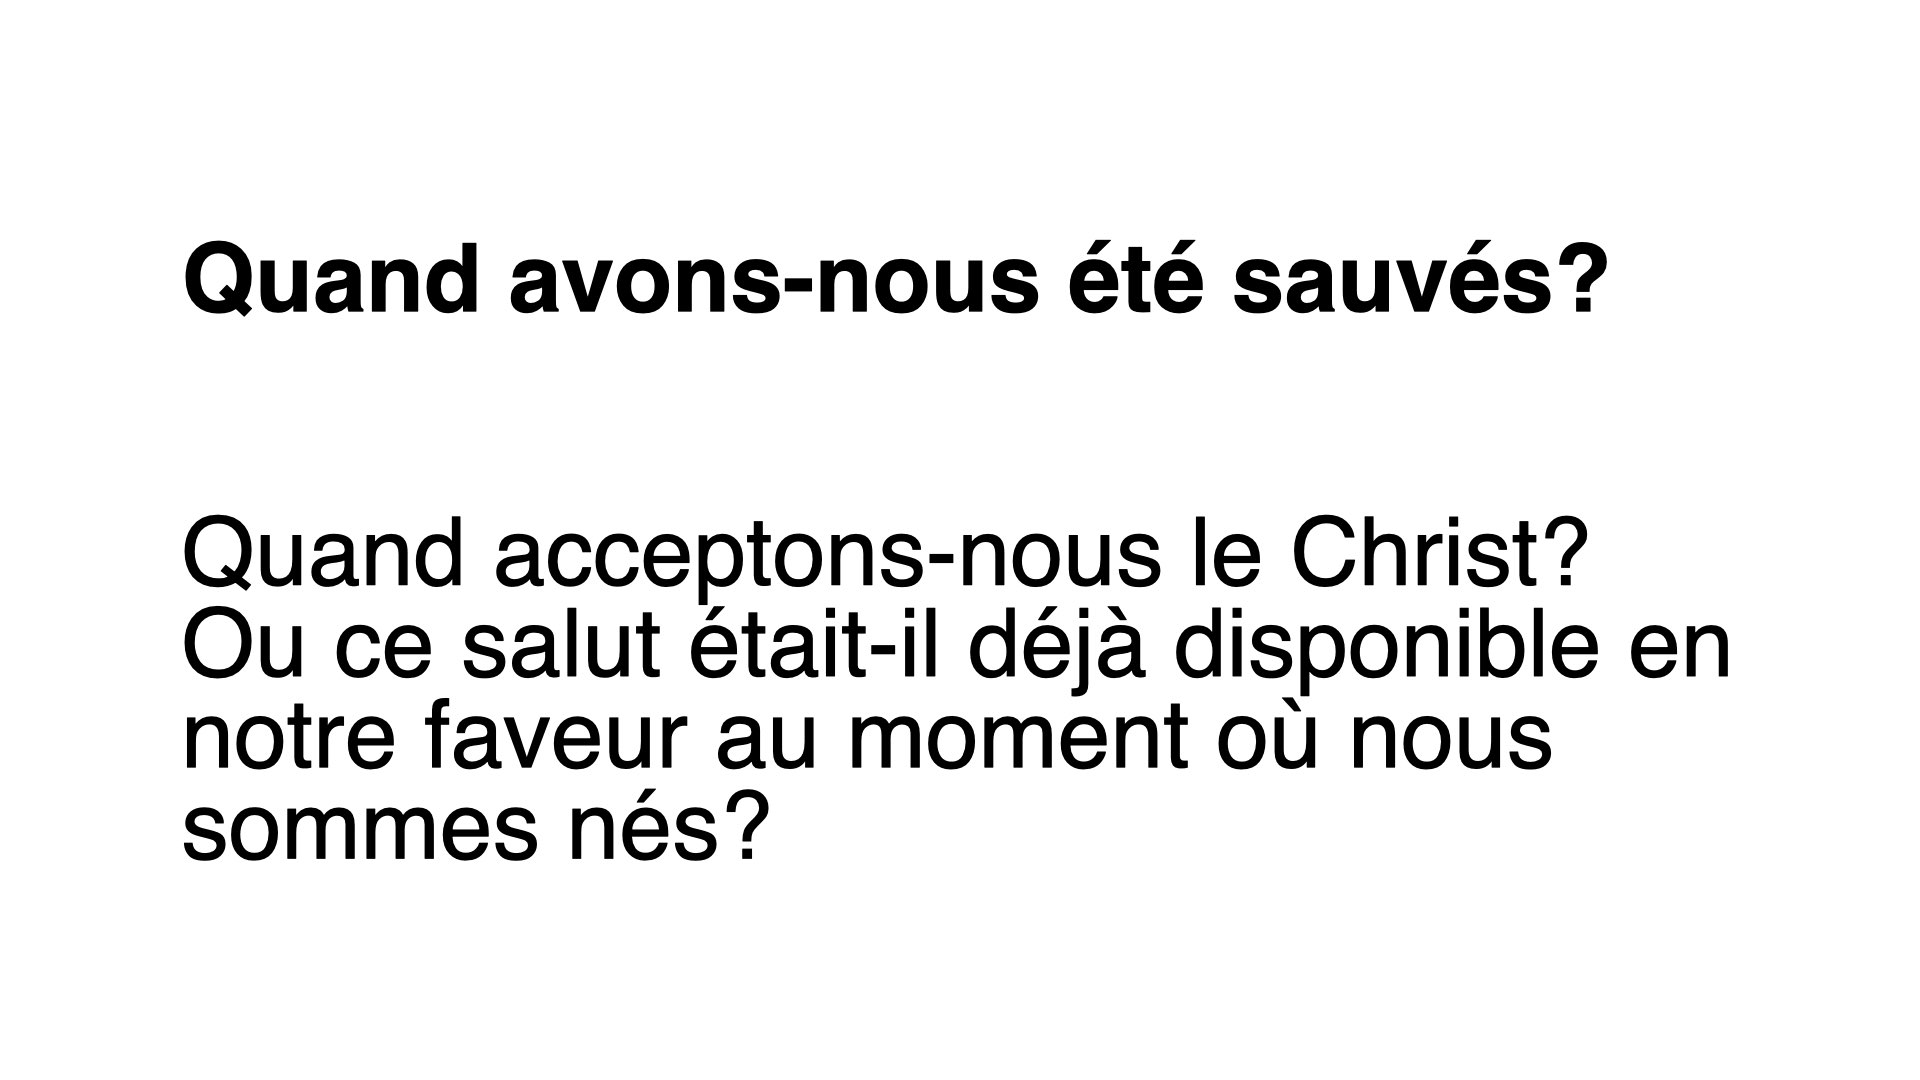 Quand avons-nous été sauvés?
Quand acceptons-nous le Christ?
Ou ce salut était-il déjà disponible en
notre faveur au moment où nous
sommes nés?